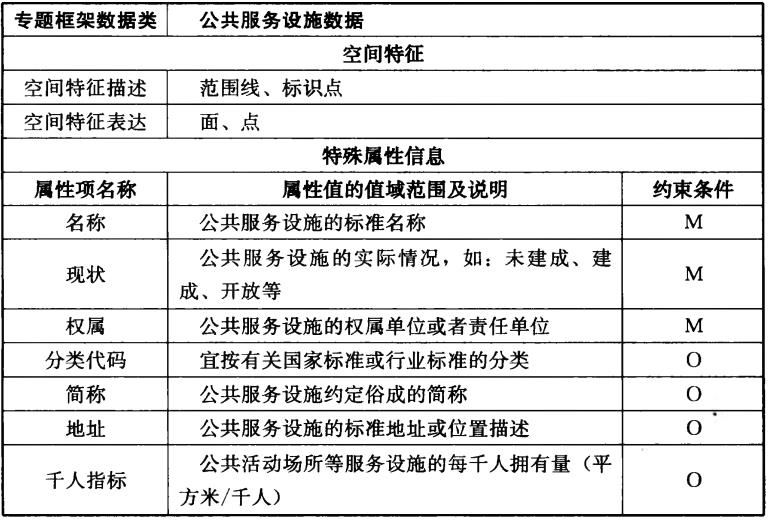 专题框架数据类 公共服务设施数据
空间特征
空间特征描述 范围线、标识点
空间特征表达 面、点
特殊属性信息
属性项名称 属性值的值域范围及说明 约束条件
名称 公共服务设施的标准名称 M
现状 公共服务设施的实际情况，如：未建成、建
成、开放等 M
权属 公共服务设施的权属单位或者责任单位 M
分类代码 宜按有关国家标准或行业标准的分类 O
简称 公共服务设施约定俗成的简称 O
地址 公共服务设施的标准地址或位置描述 O
千人指标 公共活动场所等服务设施的每千人拥有量（平
方米/千人） O